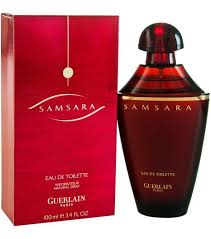 SAMSARA
EAU DE TOILETTE
VAPORISATEUR
NATURAL SPRAY
GUERLAIN
PARIS
100 ml 3.4 FL.OZ
SAMSARA
EAU DE TOILETTE
GUERLAIN
PARIS